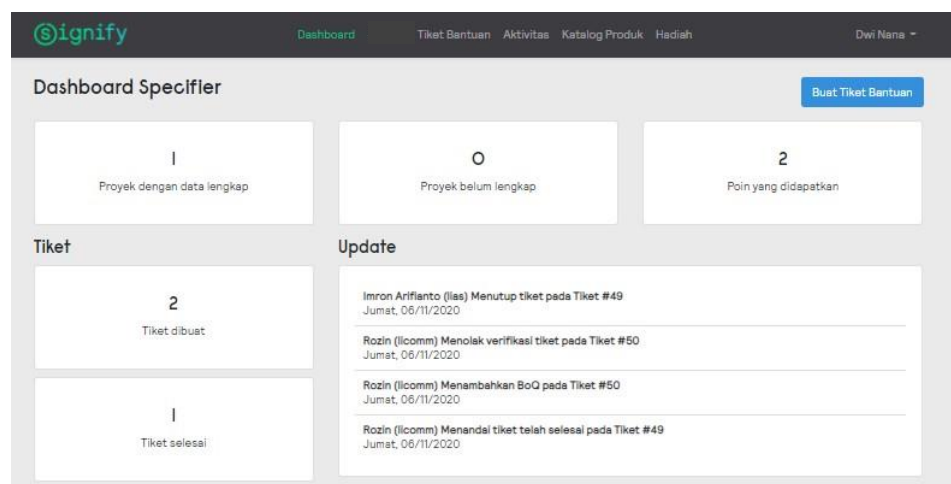 Signify
Dashboard Tiket Bantuan Aktivitas Katalog Produk Hadiah Dwi Nana
Dashboard Specifier
Buat Tiket Bantuan
1
Proyek dengan data lengkap
0
Proyek belum lengkap
2
Poin yang didapatkan
Tiket
Update
2
Tiket dibuat
1
Tiket selesai
Imron Arifianto (lias) Menutup tiket pada Tiket #49
Jumat, 06/11/2020
Rozin (licomm) Menolak verifikasi tiket pada Tiket #50
Jumat, 06/11/2020
Rozin (licomm) Menambahkan BoQ pada Tiket #50
Jumat, 06/11/2020
Rozin (licomm) Menandai tiket telah selesai pada Tiket #49
Jumat, 06/11/2020